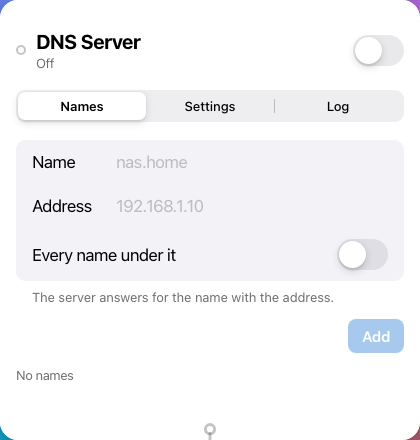 DNS Server
Off
Names Settings Log
Name nas.home
Address 192.168.1.10
Every name under it
The server answers for the name with the address.
Add
No names